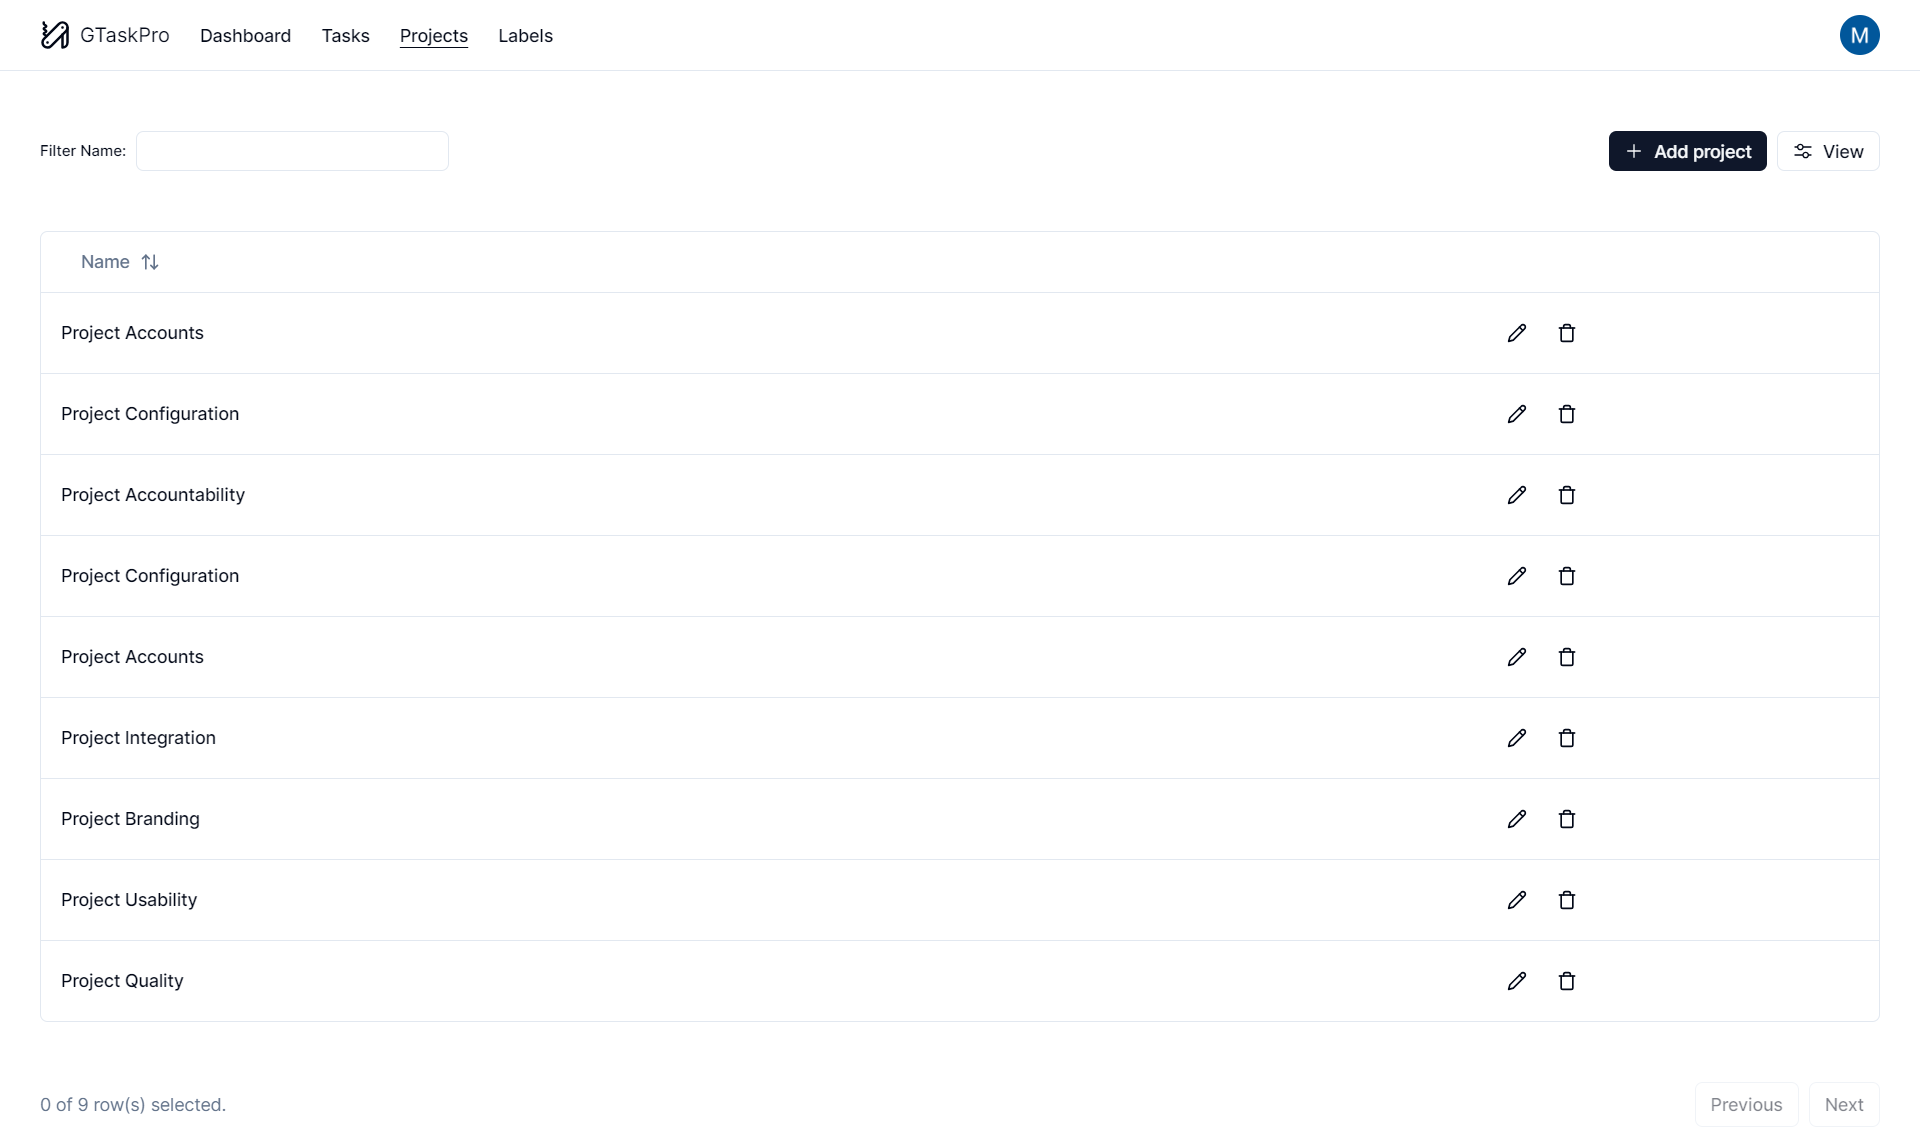 GTaskPro Dashboard Tasks Projects Labels M
Filter Name: Add project View
Name
Project Accounts
Project Configuration
Project Accountability
Project Configuration
Project Accounts
Project Integration
Project Branding
Project Usability
Project Quality
0 of 9 row(s) selected. Previous Next